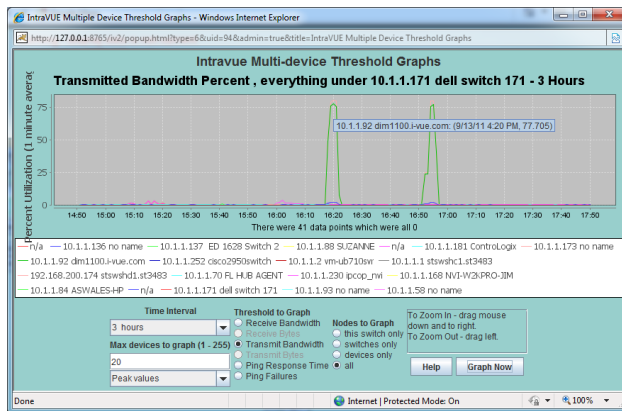 IntraVUE Multiple Device Threshold Graphs - Windows Internet Explorer
http://127.0.0.1:8765/iv2/popup.html?type=6&uid=94&admin=true&title=IntraVUE Multiple Device Threshold Graphs
Intravue Multi-device Threshold Graphs
Transmitted Bandwidth Percent , everything under 10.1.1.171 dell switch 171 - 3 Hours
Percent Utilization (1 minute averag
75
50
25
0
10.1.1.92 dim1100.i-vue.com: (9/13/11 4:20 PM, 77.705)
14:50 15:00 15:10 15:20 15:30 15:40 15:50 16:00 16:10 16:20 16:30 16:40 16:50 17:00 17:10 17:20 17:30 17:40 17:50
There were 41 data points which were all 0
n/a 10.1.1.136 no name 10.1.1.137 ED 1628 Switch 2 10.1.1.88 SUZANNE n/a 10.1.1.181 ControLogix 10.1.1.173 no name
10.1.1.92 dim1100.i-vue.com 10.1.1.252 cisco2950switch 10.1.1.2 vm-ub710svr 10.1.1.1 stswshc1.st3483
192.168.200.174 stswshd1.st3483 10.1.1.70 FL HUB AGENT 10.1.1.230 ipcop_nvi 10.1.1.168 NVI-W2KPRO-JIM
10.1.1.84 ASWALES-HP n/a 10.1.1.171 dell switch 171 10.1.1.93 no name 10.1.1.58 no name
Time Interval
3 hours
Max devices to graph (1 - 255)
20
Peak values
Threshold to Graph
Receive Bandwidth
Receive Bytes
Transmit Bandwidth
Transmit Bytes
Ping Response Time
Ping Failures
Nodes to Graph
this switch only
switches only
devices only
all
To Zoom In - drag mouse
down and to right.
To Zoom Out - drag left.
Help
Graph Now
Done
Internet | Protected Mode: On
100%